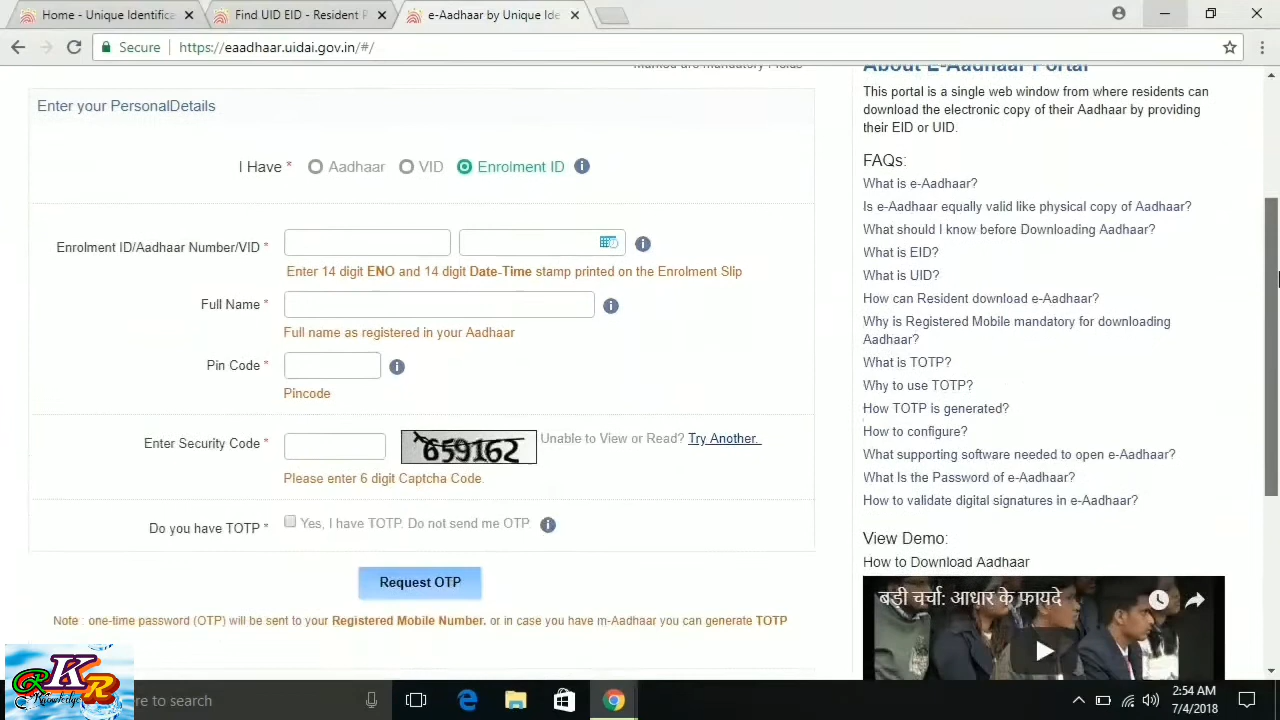 Home - Unique Identifica
Find UID EID - Resident P
e-Aadhaar by Unique Ide
Secure
https://eaadhaar.uidai.gov.in/#/
Marked are mandatory Fields
Enter your PersonalDetails
I Have *
Aadhaar
VID
Enrolment ID
Enrolment ID/Aadhaar Number/VID *
Enter 14 digit ENO and 14 digit Date-Time stamp printed on the Enrolment Slip
Full Name *
Full name as registered in your Aadhaar
Pin Code *
Pincode
Enter Security Code *
659162
Unable to View or Read? Try Another.
Please enter 6 digit Captcha Code.
Do you have TOTP *
Yes, I have TOTP. Do not send me OTP
Request OTP
Note : one-time password (OTP) will be sent to your Registered Mobile Number. or in case you have m-Aadhaar you can generate TOTP
About E-Aadhaar Portal
This portal is a single web window from where residents can
download the electronic copy of their Aadhaar by providing
their EID or UID.
FAQs:
What is e-Aadhaar?
Is e-Aadhaar equally valid like physical copy of Aadhaar?
What should I know before Downloading Aadhaar?
What is EID?
What is UID?
How can Resident download e-Aadhaar?
Why is Registered Mobile mandatory for downloading
Aadhaar?
What is TOTP?
Why to use TOTP?
How TOTP is generated?
How to configure?
What supporting software needed to open e-Aadhaar?
What Is the Password of e-Aadhaar?
How to validate digital signatures in e-Aadhaar?
View Demo:
How to Download Aadhaar
बड़ी चर्चा: आधार के फायदे
GKR
Knowledge
here to search
2:54 AM
7/4/2018